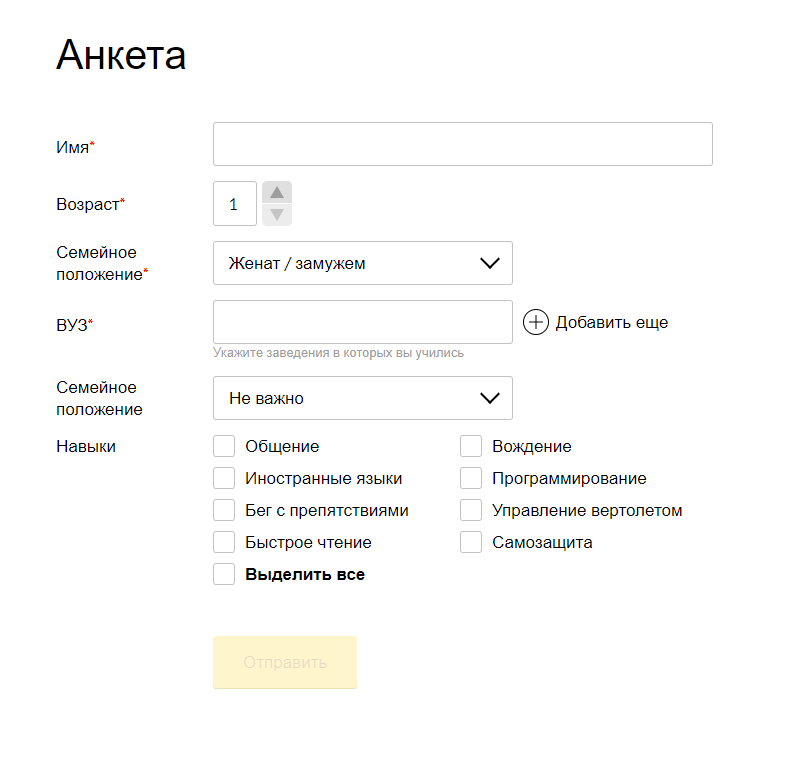 Анкета
Имя*
Возраст*
1
Семейное
положение*
Женат / замужем
ВУЗ*
Добавить еще
Укажите заведения в которых вы учились
Семейное
положение
Не важно
Навыки
Общение
Вождение
Иностранные языки
Программирование
Бег с препятствиями
Управление вертолетом
Быстрое чтение
Самозащита
Выделить все
Отправить